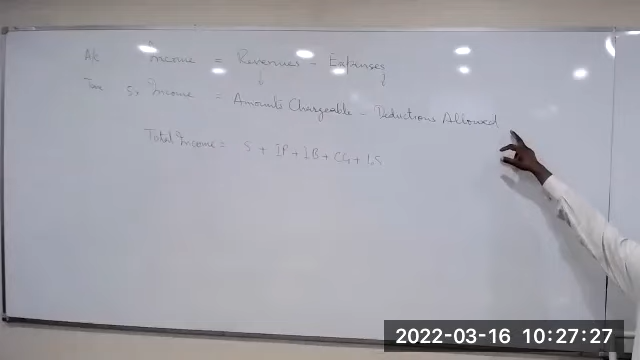 A/c Income = Revenues - Expenses
Tax S, Income = Amounts Chargeable - Deductions Allowed
Total Income = S + IP + IB + CG + I.S
2022-03-16 10:27:27